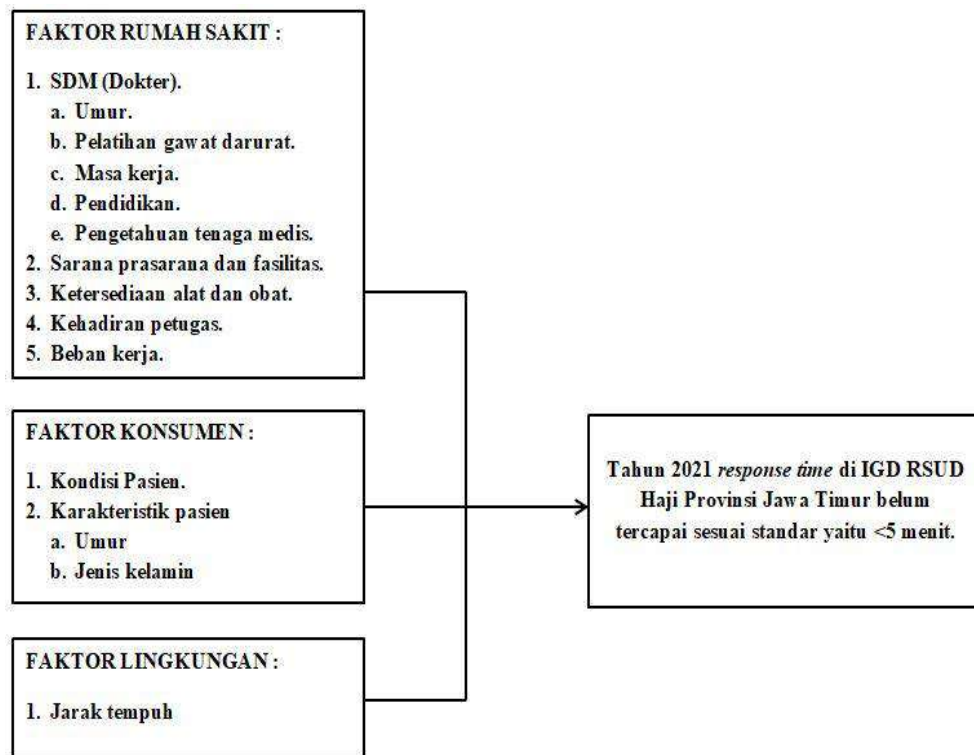 FAKTOR RUMAH SAKIT :
1. SDM (Dokter).
a. Umur.
b. Pelatihan gawat darurat.
c. Masa kerja.
d. Pendidikan.
e. Pengetahuan tenaga medis.
2. Sarana prasarana dan fasilitas.
3. Ketersediaan alat dan obat.
4. Kehadiran petugas.
5. Beban kerja.
FAKTOR KONSUMEN :
1. Kondisi Pasien.
2. Karakteristik pasien
a. Umur
b. Jenis kelamin
FAKTOR LINGKUNGAN :
1. Jarak tempuh
Tahun 2021 response time di IGD RSUD
Haji Provinsi Jawa Timur belum
tercapai sesuai standar yaitu <5 menit.